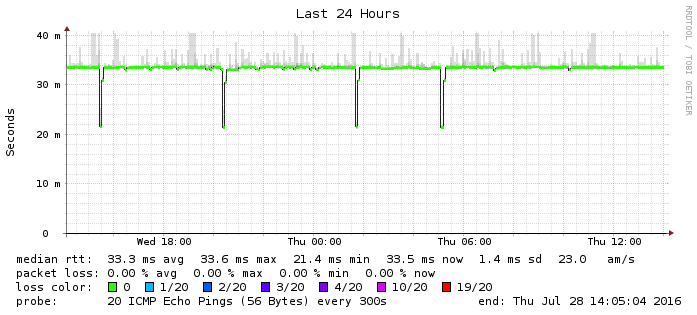 Last 24 Hours
RRDTOOL / TOBI OETIKER
Seconds
40 m
30 m
20 m
10 m
0
Wed 18:00 Thu 00:00 Thu 06:00 Thu 12:00
median rtt: 33.3 ms avg 33.6 ms max 21.4 ms min 33.5 ms now 1.4 ms sd 23.0 am/s
packet loss: 0.00 % avg 0.00 % max 0.00 % min 0.00 % now
loss color: 0 1/20 2/20 3/20 4/20 10/20 19/20
probe: 20 ICMP Echo Pings (56 Bytes) every 300s end: Thu Jul 28 14:05:04 2016